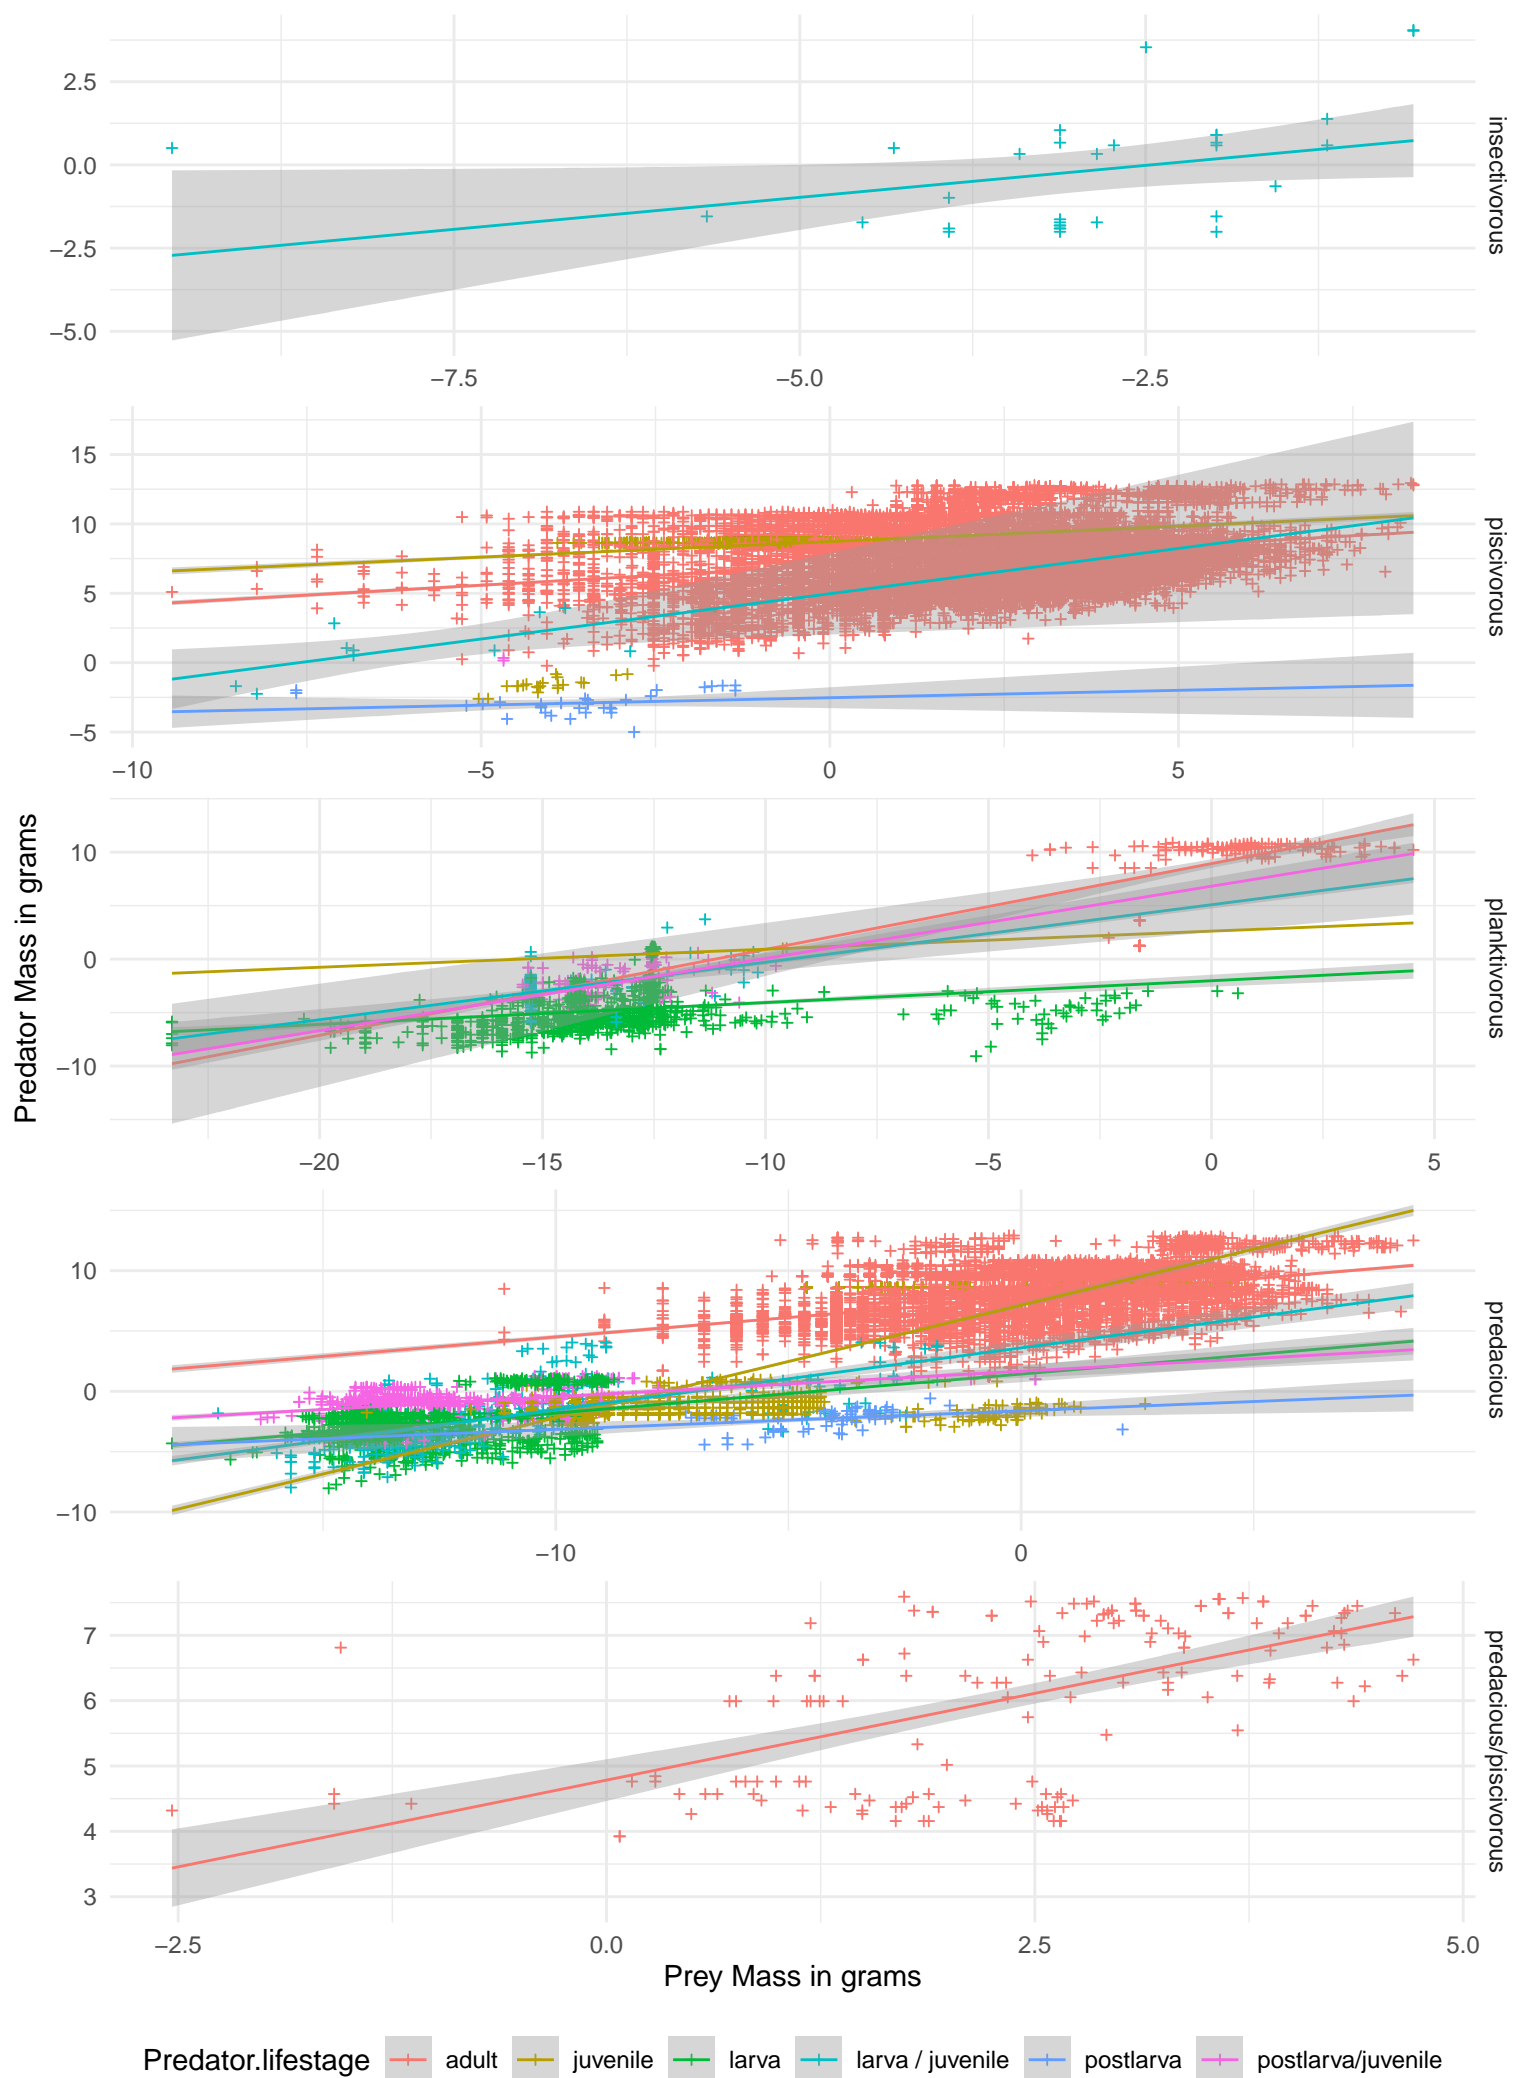 2.5
0.0
−2.5
−5.0
insectivorous
−7.5 −5.0 −2.5
15
10
5
0
−5
piscivorous
−10 −5 0 5
10
0
−10
planktivorous
−20 −15 −10 −5 0 5
10
0
−10
predacious
−10 0
7
6
5
4
3
predacious/piscivorous
−2.5 0.0 2.5 5.0
Predator Mass in grams
Prey Mass in grams
Predator.lifestage adult juvenile larva larva / juvenile postlarva postlarva/juvenile